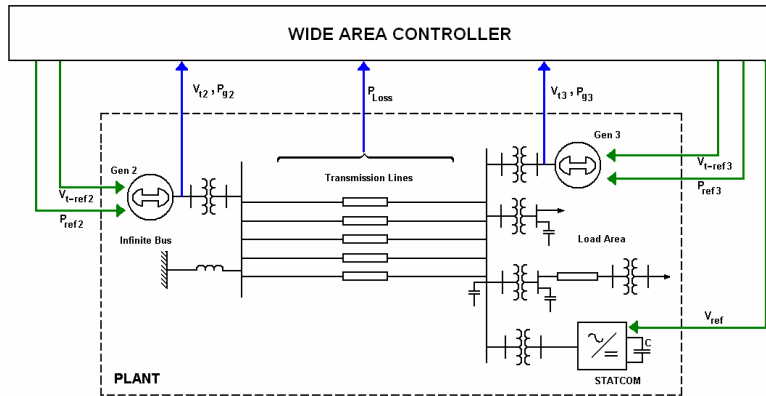 WIDE AREA CONTROLLER
Vt2 , Pg2
PLoss
Vt3 , Pg3
Gen 2
Gen 3
Transmission Lines
Vt-ref2
Pref2
Vt-ref3
Pref3
Infinite Bus
Load Area
Vref
C
STATCOM
PLANT